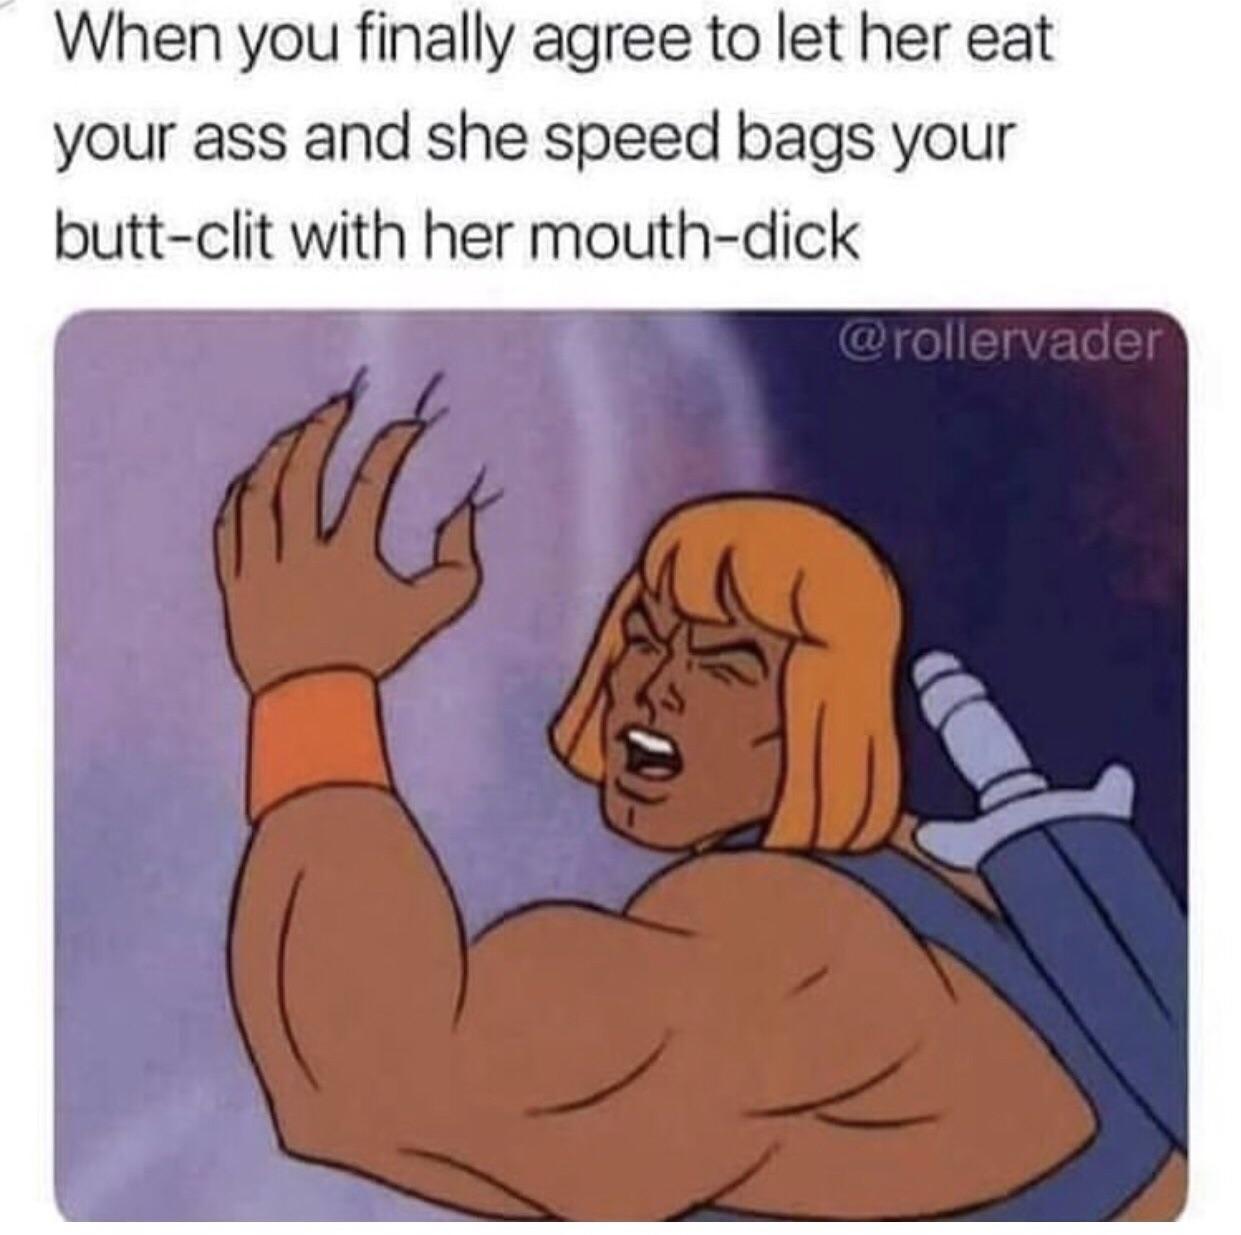 When you finally agree to let her eat
your ass and she speed bags your
butt-clit with her mouth-dick
@rollervader